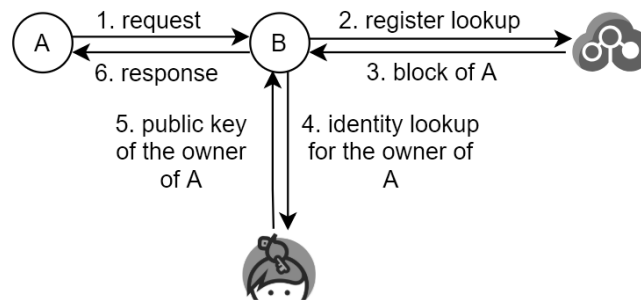 1. request
2. register lookup
A
B
6. response
3. block of A
5. public key
of the owner
of A
4. identity lookup
for the owner of
A